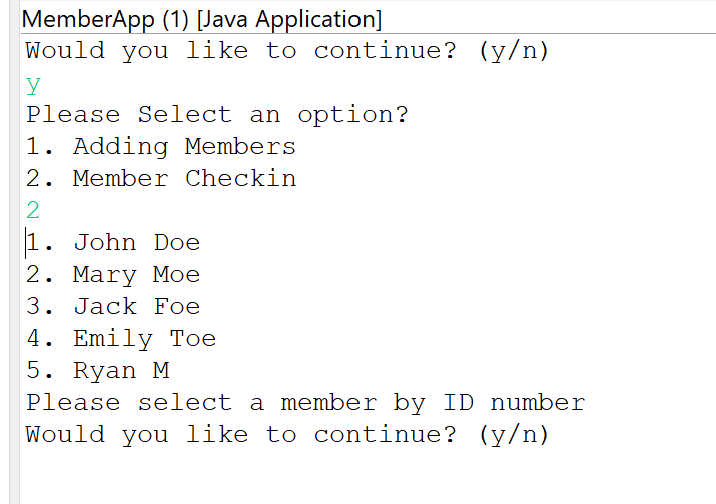 MemberApp (1) [Java Application]
Would you like to continue? (y/n)
y
Please Select an option?
1. Adding Members
2. Member Checkin
2
1. John Doe
2. Mary Moe
3. Jack Foe
4. Emily Toe
5. Ryan M
Please select a member by ID number
Would you like to continue? (y/n)